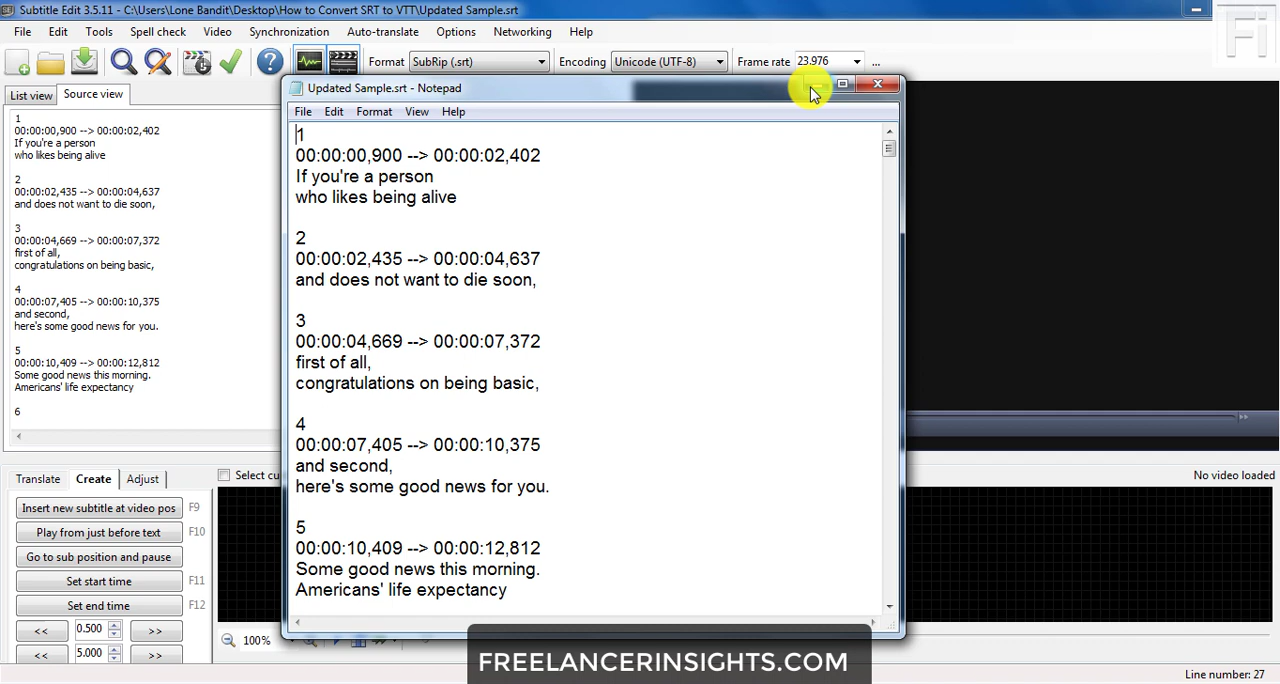 Subtitle Edit 3.5.11 - C:\Users\Lone Bandit\Desktop\How to Convert SRT to VTT\Updated Sample.srt
File Edit Tools Spell check Video Synchronization Auto-translate Options Networking Help
Format SubRip (.srt) Encoding Unicode (UTF-8) Frame rate 23.976 ...
Fi
List view Source view
1
00:00:00,900 --> 00:00:02,402
If you're a person
who likes being alive
2
00:00:02,435 --> 00:00:04,637
and does not want to die soon,
3
00:00:04,669 --> 00:00:07,372
first of all,
congratulations on being basic,
4
00:00:07,405 --> 00:00:10,375
and second,
here's some good news for you.
5
00:00:10,409 --> 00:00:12,812
Some good news this morning.
Americans' life expectancy
6
Updated Sample.srt - Notepad
File Edit Format View Help
1
00:00:00,900 --> 00:00:02,402
If you're a person
who likes being alive
2
00:00:02,435 --> 00:00:04,637
and does not want to die soon,
3
00:00:04,669 --> 00:00:07,372
first of all,
congratulations on being basic,
4
00:00:07,405 --> 00:00:10,375
and second,
here's some good news for you.
5
00:00:10,409 --> 00:00:12,812
Some good news this morning.
Americans' life expectancy
Translate Create Adjust
Select cu
No video loaded
Insert new subtitle at video pos F9
Play from just before text F10
Go to sub position and pause
Set start time F11
Set end time F12
<< 0.500 >>
<< 5.000 >>
100%
FREELANCERINSIGHTS.COM
Line number: 27